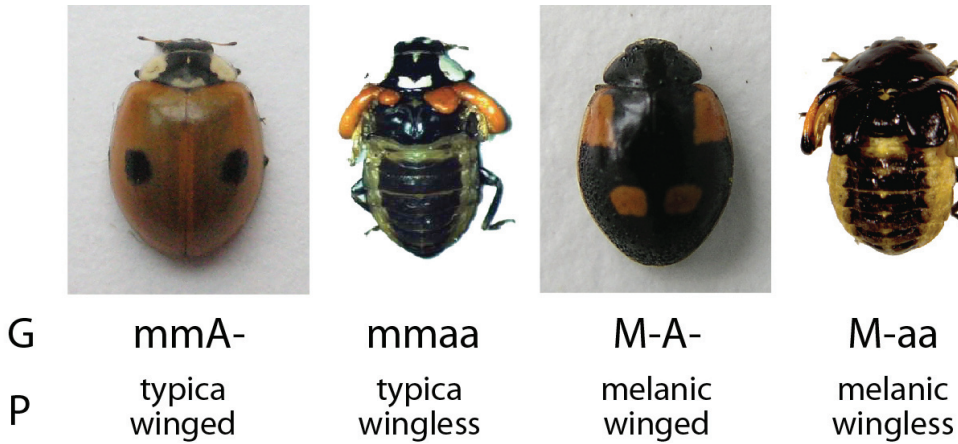 G mmA- mmaa M-A- M-aa
P typica winged typica wingless melanic winged melanic wingless